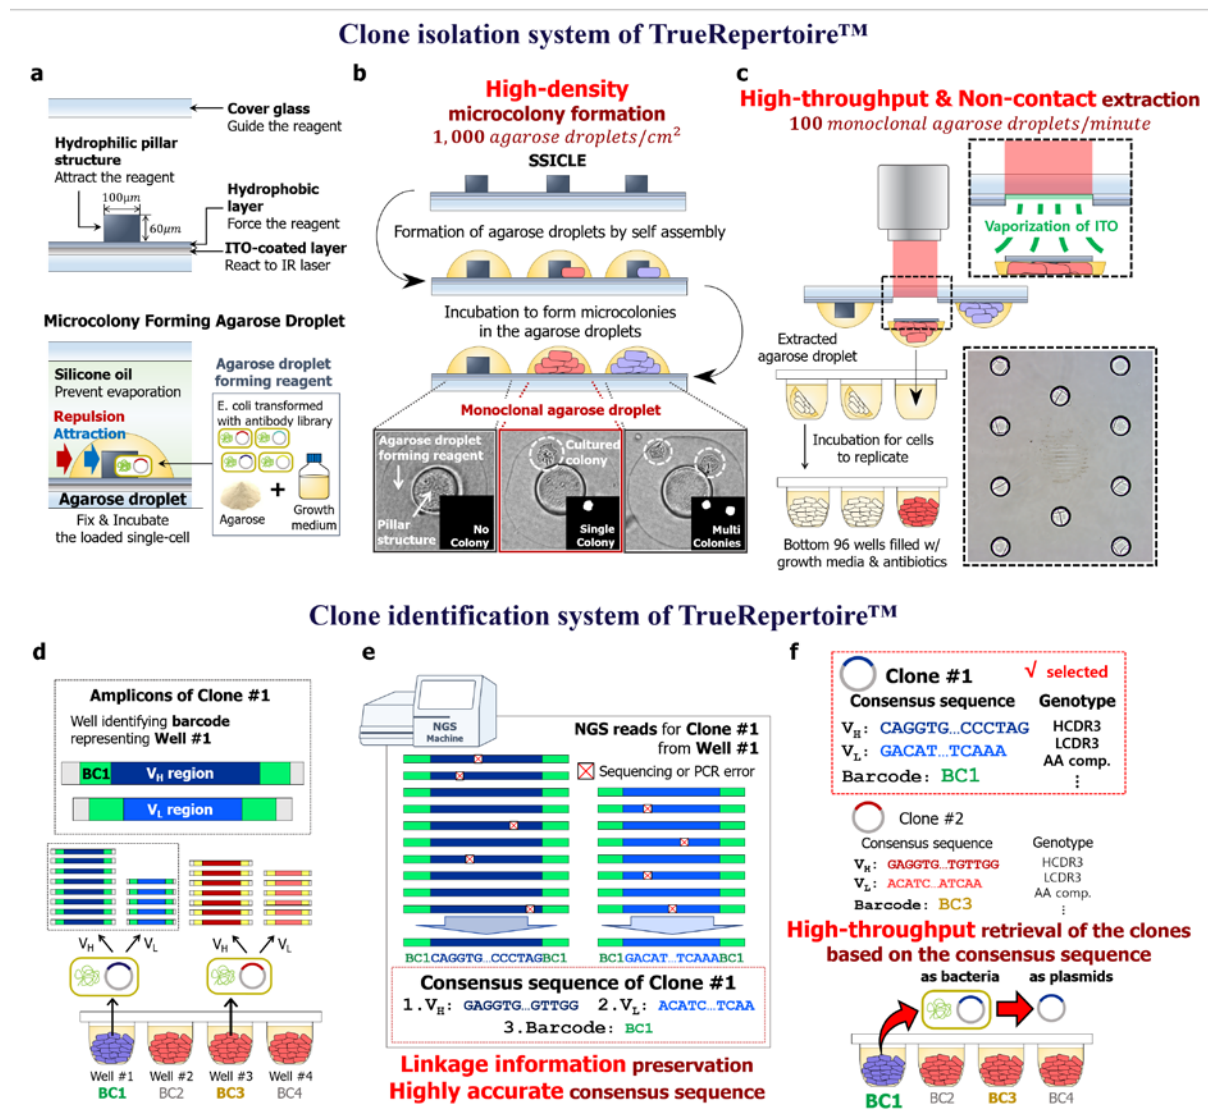 Clone isolation system of TrueRepertoire™
a
Cover glass
Guide the reagent
Hydrophilic pillar
structure
Attract the reagent
100μm
60μm
Hydrophobic
layer
Force the reagent
ITO-coated layer
React to IR laser
Microcolony Forming Agarose Droplet
Silicone oil
Prevent evaporation
Repulsion
Attraction
Agarose droplet
Fix & Incubate
the loaded single-cell
Agarose droplet
forming reagent
E. coli transformed
with antibody library
+
Agarose
Growth
medium
b
High-density
microcolony formation
1,000 agarose droplets/cm²
SSICLE
Formation of agarose droplets by self assembly
Incubation to form microcolonies
in the agarose droplets
Monoclonal agarose droplet
Agarose droplet
forming reagent
Pillar
structure
No
Colony
Cultured
colony
Single
Colony
Multi
Colonies
c
High-throughput & Non-contact extraction
100 monoclonal agarose droplets/minute
Vaporization of ITO
Extracted
agarose droplet
Incubation for cells
to replicate
Bottom 96 wells filled w/
growth media & antibiotics
Clone identification system of TrueRepertoire™
d
Amplicons of Clone #1
Well identifying barcode
representing Well #1
BC1 VH region
VL region
VH VL VH VL
Well #1 Well #2 Well #3 Well #4
BC1 BC2 BC3 BC4
e
NGS
Machine
NGS reads for Clone #1
from Well #1
Sequencing or PCR error
BC1CAGGTG...CCCTAGBC1 BC1GACAT...TCAAABC1
Consensus sequence of Clone #1
1.VH: GAGGTG...GTTGG 2.VL: ACATC...TCAA
3.Barcode: BC1
Linkage information preservation
Highly accurate consensus sequence
f
Clone #1 √ selected
Consensus sequence Genotype
VH: CAGGTG...CCCTAG HCDR3
VL: GACAT...TCAAA LCDR3
Barcode: BC1 AA comp.
⋮
Clone #2
Consensus sequence Genotype
VH: GAGGTG...TGTTGG HCDR3
VL: ACATC...ATCAA LCDR3
Barcode: BC3 AA comp.
⋮
High-throughput retrieval of the clones
based on the consensus sequence
as bacteria as plasmids
BC1 BC2 BC3 BC4